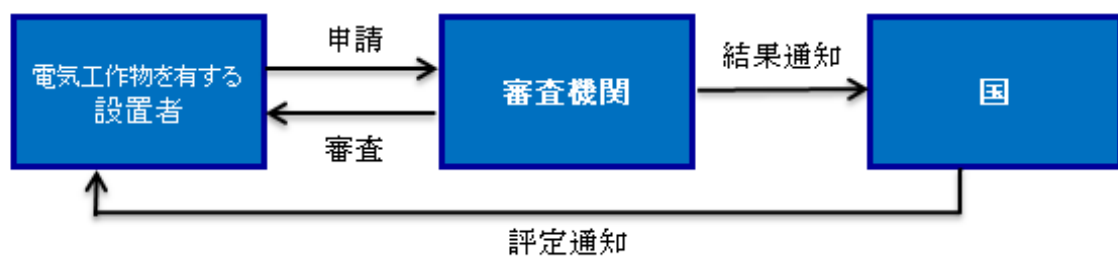 電気工作物を有する
設置者
申請
審査
審査機関
結果通知
国
評定通知